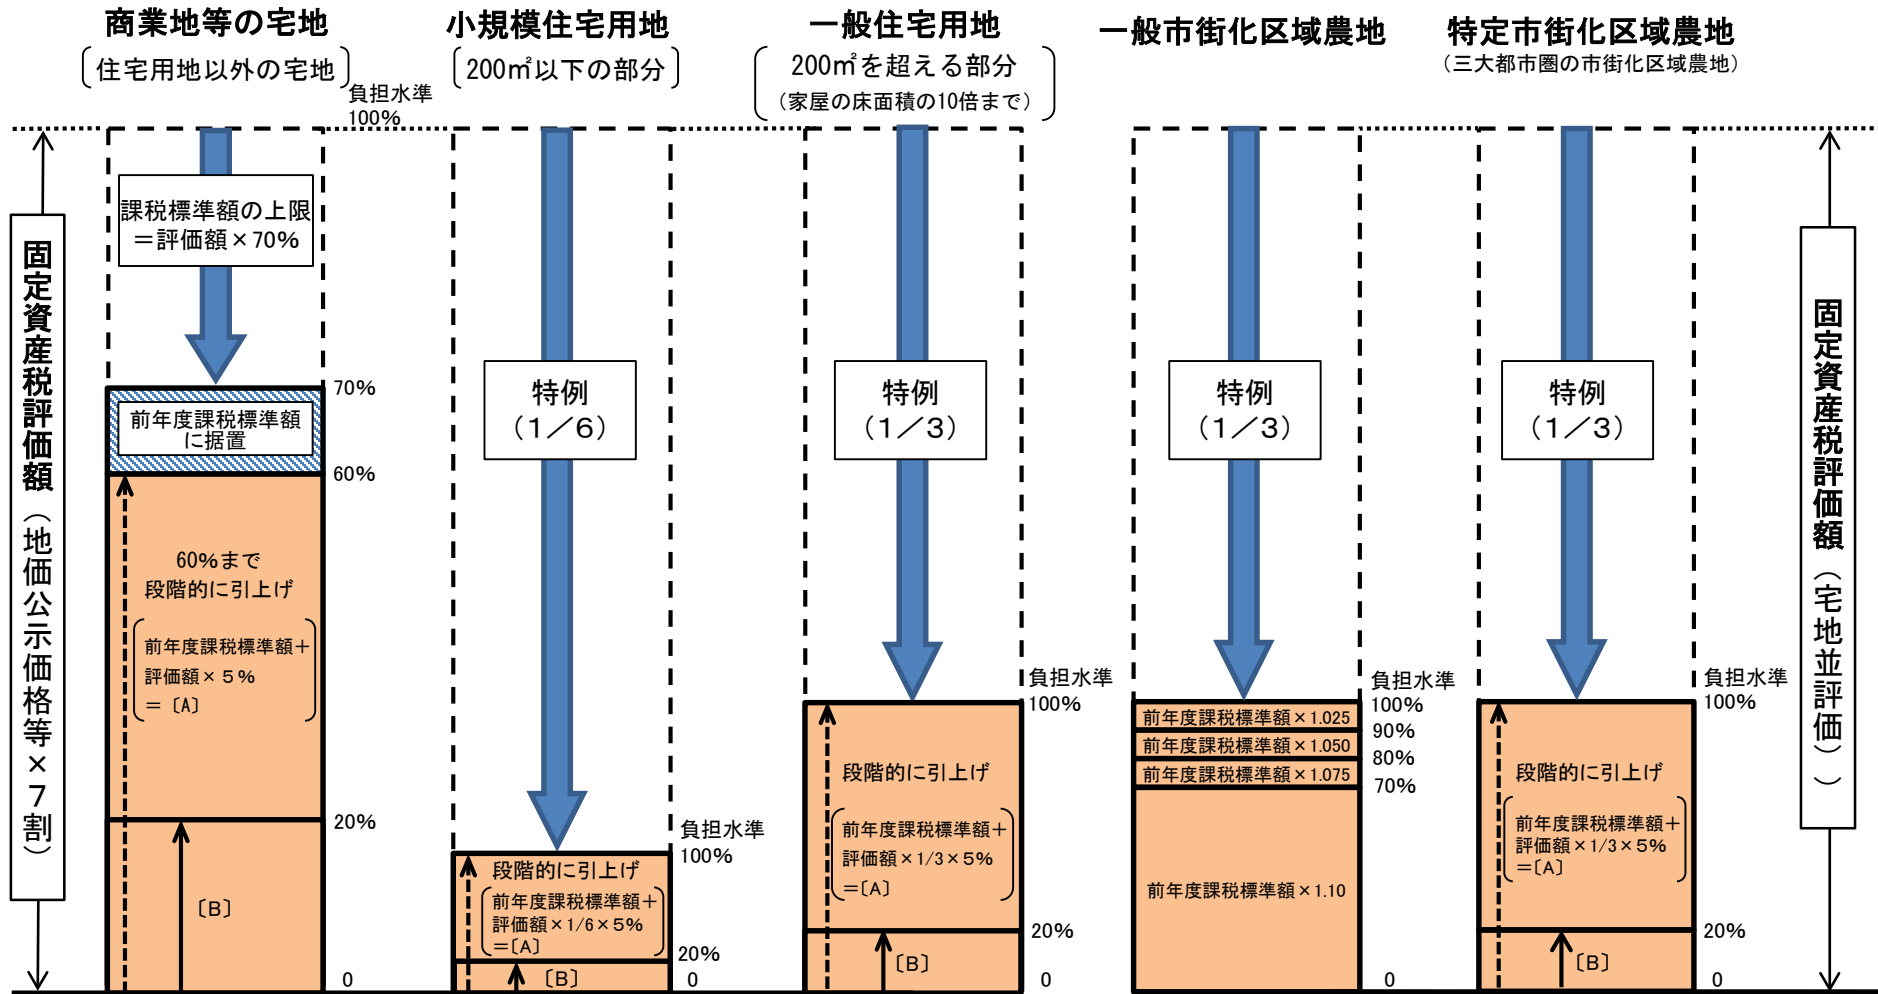 商業地等の宅地
〔住宅用地以外の宅地〕
小規模住宅用地
〔200㎡以下の部分〕
一般住宅用地
200㎡を超える部分
（家屋の床面積の10倍まで）
一般市街化区域農地
特定市街化区域農地
（三大都市圏の市街化区域農地）
固定資産税評価額（地価公示価格等×７割）
負担水準
100%
課税標準額の上限
＝評価額×70%
70%
前年度課税標準額
に据置
60%
60%まで
段階的に引上げ
前年度課税標準額＋
評価額×５%
＝〔A〕
20%
〔B〕
0
特例
（１／６）
負担水準
100%
段階的に引上げ
前年度課税標準額＋
評価額×1/6×5%
＝〔A〕
20%
〔B〕
0
特例
（１／３）
負担水準
100%
段階的に引上げ
前年度課税標準額＋
評価額×1/3×5%
＝〔A〕
20%
〔B〕
0
特例
（１／３）
負担水準
100%
前年度課税標準額×1.025
90%
前年度課税標準額×1.050
80%
前年度課税標準額×1.075
70%
前年度課税標準額×1.10
0
特例
（１／３）
負担水準
100%
段階的に引上げ
前年度課税標準額＋
評価額×1/3×5%
＝〔A〕
20%
〔B〕
0
固定資産税評価額（宅地並評価））